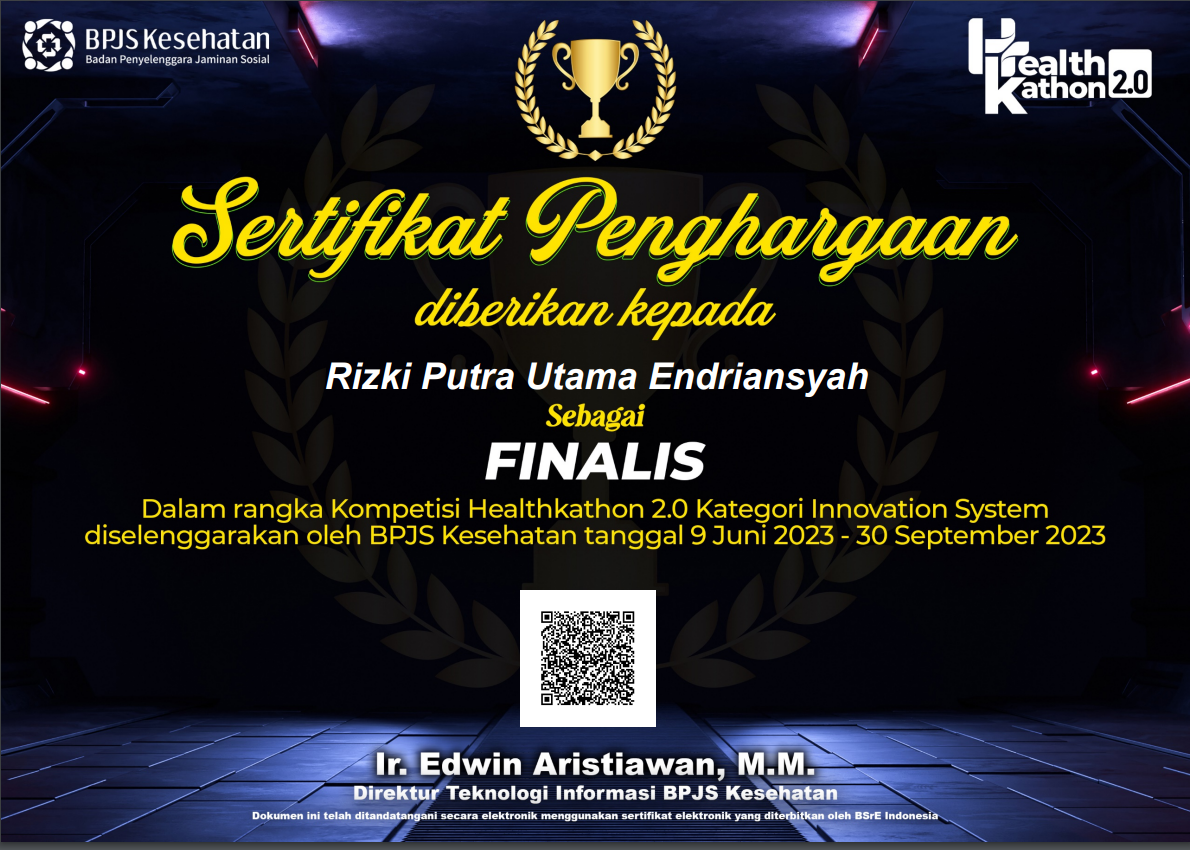 BPJS Kesehatan
Badan Penyelenggara Jaminan Sosial
Health
Kathon 2.0
Sertifikat Penghargaan
diberikan kepada
Rizki Putra Utama Endriansyah
Sebagai
FINALIS
Dalam rangka Kompetisi Healthkathon 2.0 Kategori Innovation System
diselenggarakan oleh BPJS Kesehatan tanggal 9 Juni 2023 - 30 September 2023
Ir. Edwin Aristiawan, M.M.
Direktur Teknologi Informasi BPJS Kesehatan
Dokumen ini telah ditandatangani secara elektronik menggunakan sertifikat elektronik yang diterbitkan oleh BSrE Indonesia